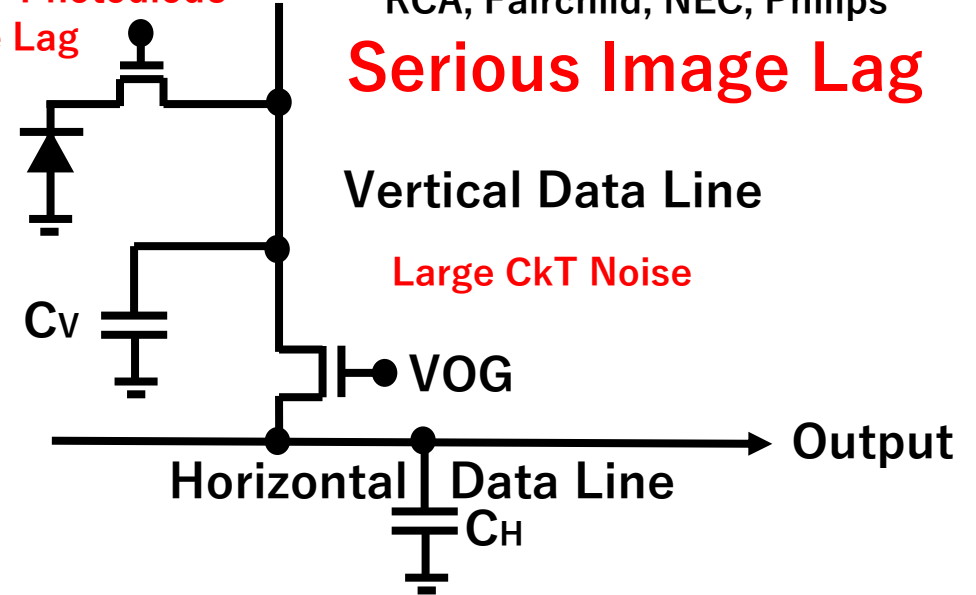 Photodiode
RCA, Fairchild, NEC, Philips
Lag
Serious Image Lag
Vertical Data Line
Large CkT Noise
CV
VOG
Output
Horizontal Data Line
CH